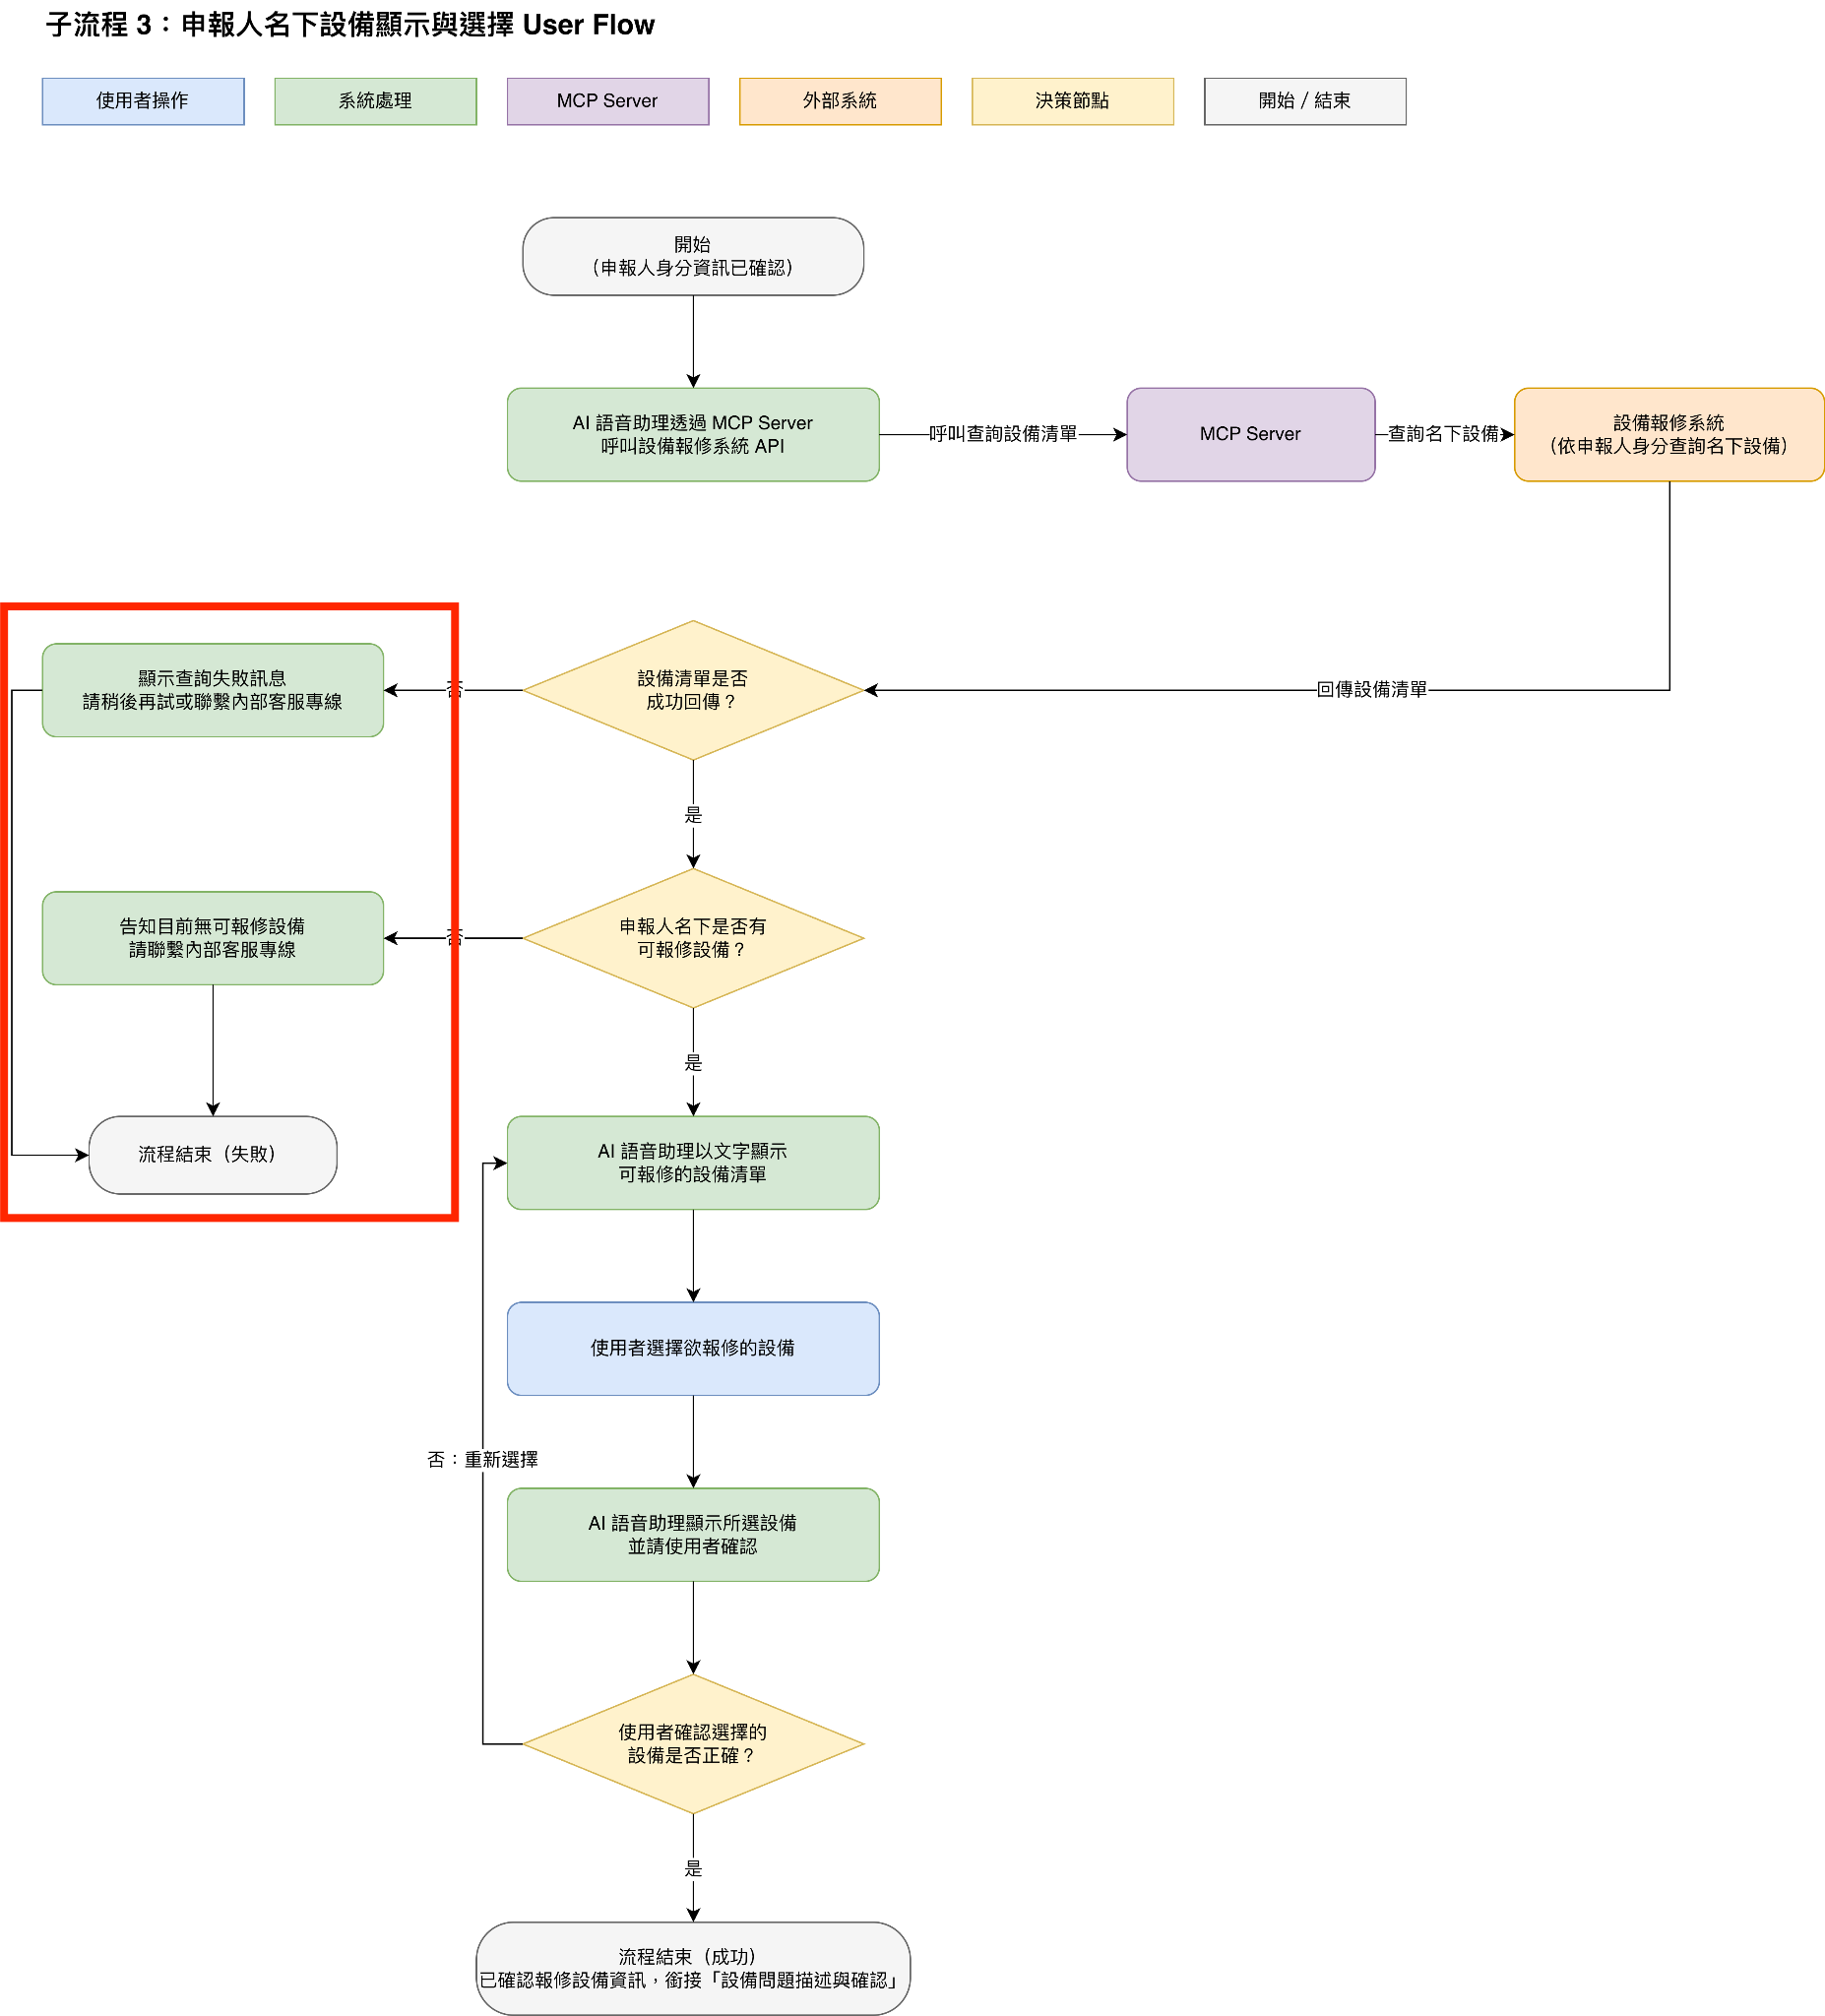 子流程 3：申報人名下設備顯示與選擇 User Flow
使用者操作
系統處理
MCP Server
外部系統
決策節點
開始 / 結束
開始
（申報人身分資訊已確認）
AI 語音助理透過 MCP Server
呼叫設備報修系統 API
呼叫查詢設備清單
MCP Server
查詢名下設備
設備報修系統
（依申報人身分查詢名下設備）
顯示查詢失敗訊息
請稍後再試或聯繫內部客服專線
否
設備清單是否
成功回傳？
回傳設備清單
是
告知目前無可報修設備
請聯繫內部客服專線
否
申報人名下是否有
可報修設備？
是
流程結束（失敗）
AI 語音助理以文字顯示
可報修的設備清單
使用者選擇欲報修的設備
否：重新選擇
AI 語音助理顯示所選設備
並請使用者確認
使用者確認選擇的
設備是否正確？
是
流程結束（成功）
已確認報修設備資訊，銜接「設備問題描述與確認」